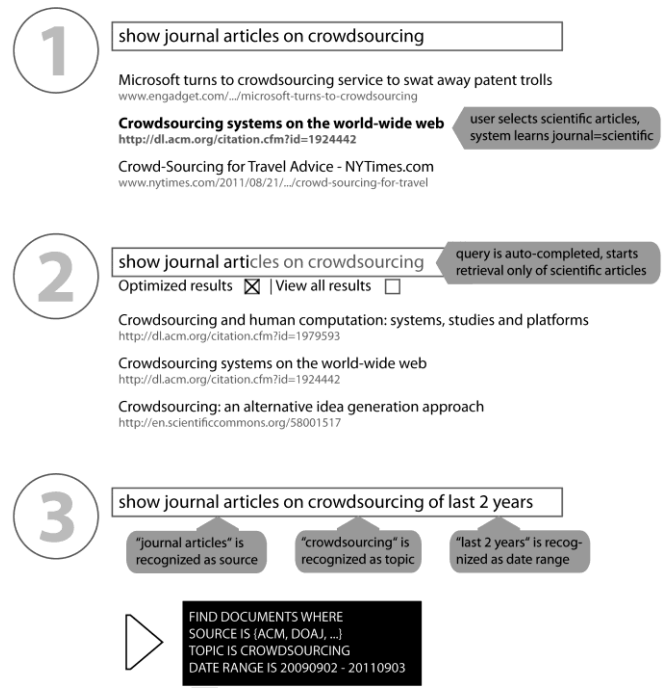 1
show journal articles on crowdsourcing
Microsoft turns to crowdsourcing service to swat away patent trolls
www.engadget.com/.../microsoft-turns-to-crowdsourcing
Crowdsourcing systems on the world-wide web
http://dl.acm.org/citation.cfm?id=1924442
user selects scientific articles,
system learns journal=scientific
Crowd-Sourcing for Travel Advice - NYTimes.com
www.nytimes.com/2011/08/21/.../crowd-sourcing-for-travel
2
show journal articles on crowdsourcing
query is auto-completed, starts
retrieval only of scientific articles
Optimized results | View all results
Crowdsourcing and human computation: systems, studies and platforms
http://dl.acm.org/citation.cfm?id=1979593
Crowdsourcing systems on the world-wide web
http://dl.acm.org/citation.cfm?id=1924442
Crowdsourcing: an alternative idea generation approach
http://en.scientificcommons.org/58001517
3
show journal articles on crowdsourcing of last 2 years
"journal articles" is
recognized as source
"crowdsourcing" is
recognized as topic
"last 2 years" is recog-
nized as date range
FIND DOCUMENTS WHERE
SOURCE IS {ACM, DOAJ, ...}
TOPIC IS CROWDSOURCING
DATE RANGE IS 20090902 - 20110903